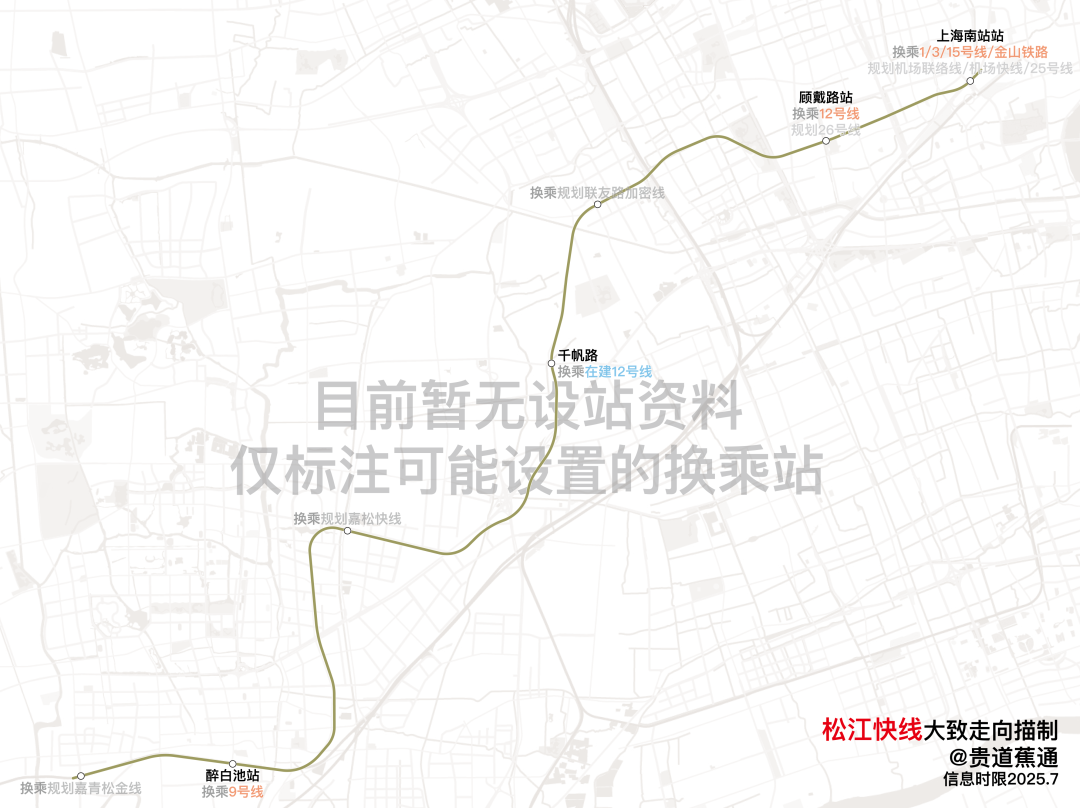 上海南站站
换乘1/3/15号线/金山铁路
规划机场联络线/机场快线/25号线
顾戴路站
换乘12号线
规划26号线
换乘规划联友路加密线
千帆路
换乘在建12号线
目前暂无设站资料
仅标注可能设置的换乘站
换乘规划嘉松快线
松江快线大致走向描制
@贵道蕉通
信息时限2025.7
醉白池站
换乘9号线
换乘规划嘉青松金线